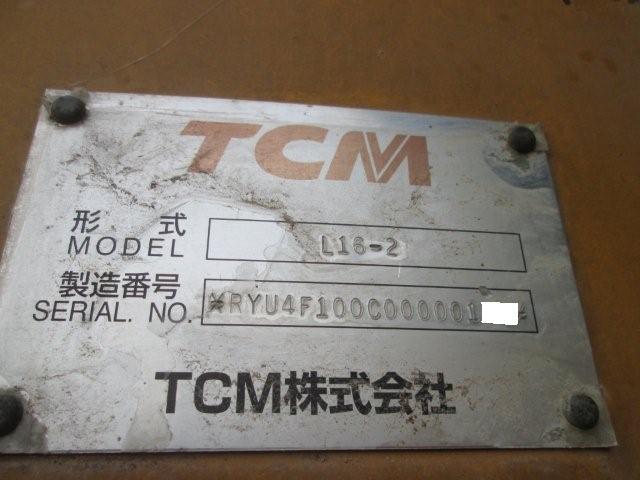 TCM
形 式
MODEL L16-2
製造番号
SERIAL. NO. *RYU4F100C000001
TCM株式会社